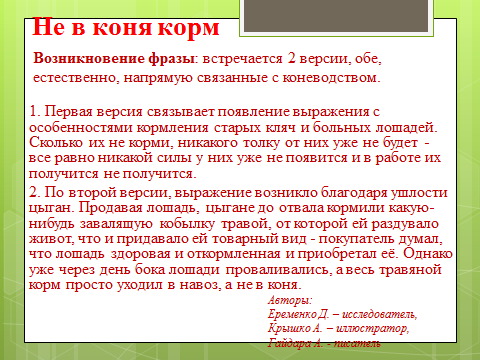 Не в коня корм
Возникновение фразы: встречается 2 версии, обе,
естественно, напрямую связанные с коневодством.
1. Первая версия связывает появление выражения с
особенностями кормления старых кляч и больных лошадей.
Сколько их не корми, никакого толку от них уже не будет -
все равно никакой силы у них уже не появится и в работе их
получится не получится.
2. По второй версии, выражение возникло благодаря ушлости
цыган. Продавая лошадь, цыгане до отвала кормили какую-
нибудь завалящую кобылку травой, от которой ей раздувало
живот, что и придавало ей товарный вид - покупатель думал,
что лошадь здоровая и откормленная и приобретал её. Однако
уже через день бока лошади проваливались, а весь травяной
корм просто уходил в навоз, а не в коня.
Авторы:
Еременко Д. – исследователь,
Крышко А. – иллюстратор,
Гайдара А. - писатель